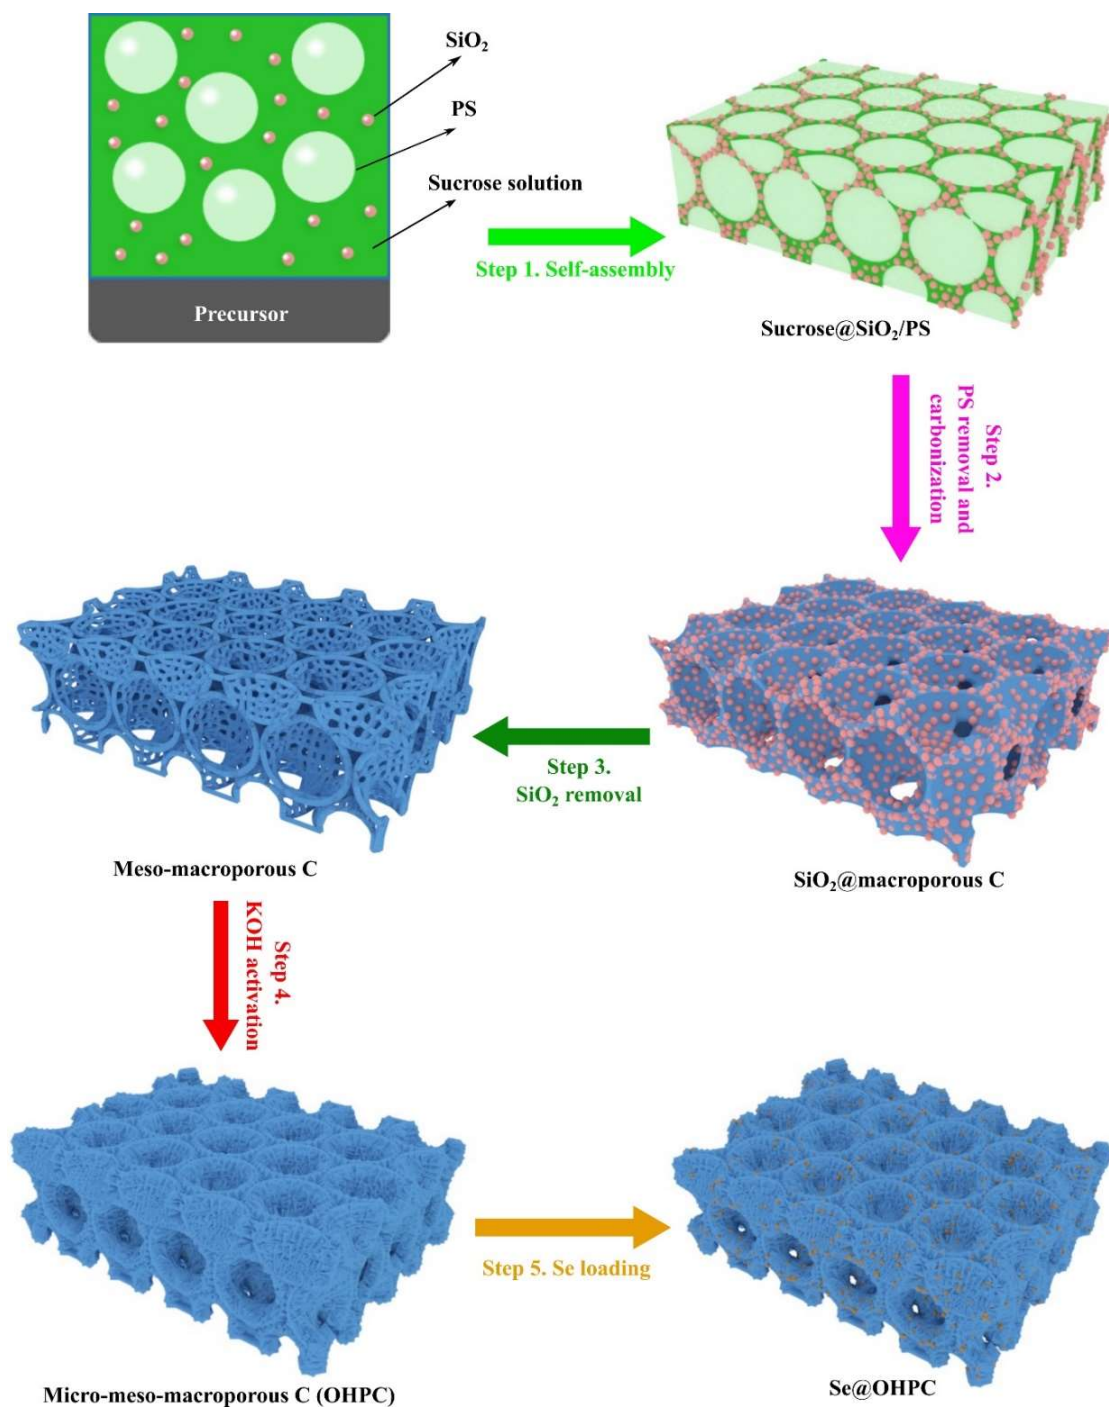 SiO₂
PS
Sucrose solution
Precursor
Step 1. Self-assembly
Sucrose@SiO₂/PS
Step 2.
PS removal and
carbonization
Step 3.
SiO₂ removal
Meso-macroporous C
SiO₂@macroporous C
Step 4.
KOH activation
Step 5. Se loading
Micro-meso-macroporous C (OHPC)
Se@OHPC